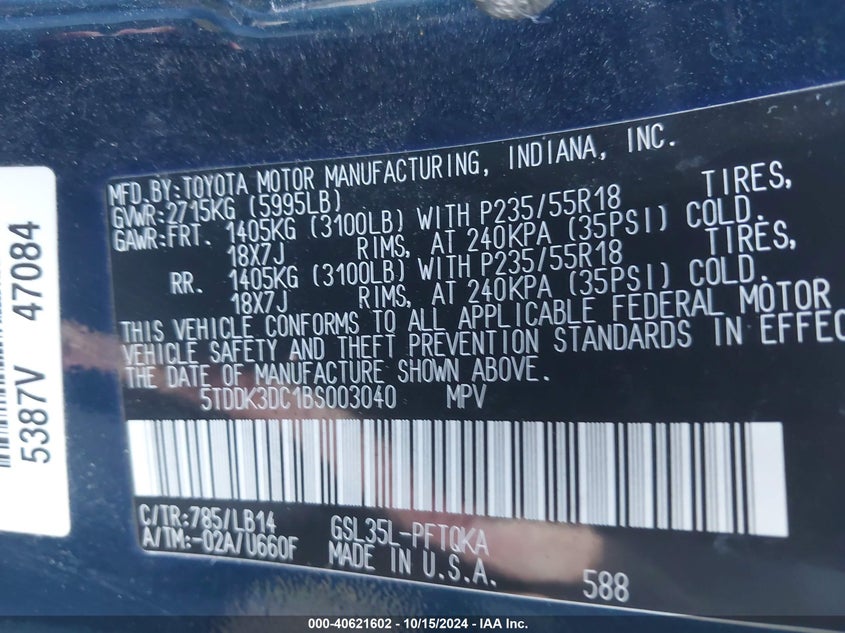 MFD.BY:TOYOTA MOTOR MANUFACTURING, INDIANA, INC.
GVWR:2715KG (5995LB)
GAWR:FRT. 1405KG (3100LB) WITH P235/55R18 TIRES,
18X7J RIMS, AT 240KPA (35PSI) COLD.
RR. 1405KG (3100LB) WITH P235/55R18 TIRES,
18X7J RIMS, AT 240KPA (35PSI) COLD.
THIS VEHICLE CONFORMS TO ALL APPLICABLE FEDERAL MOTOR
VEHICLE SAFETY AND THEFT PREVENTION STANDARDS IN EFFEC
THE DATE OF MANUFACTURE SHOWN ABOVE.
5TDDK3DC1BS003040 MPV
C/TR:785/LB14 GSL35L-PFTQKA
A/TM:-02A/U660F MADE IN U.S.A.
588
5387V 47084
000-40621602 - 10/15/2024 - IAA Inc.